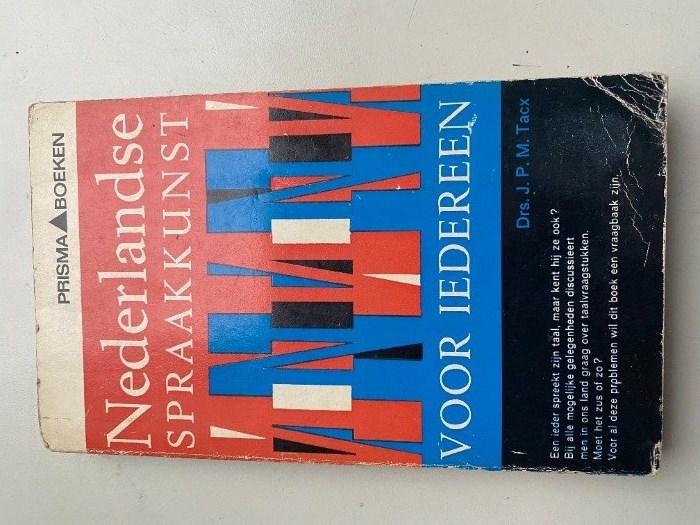 PRISMA BOEKEN
Nederlandse
SPRAAKKUNST
VOOR IEDEREEN
Drs. J. P. M. Tacx
Een ieder spreekt zijn taal, maar kent hij ze ook?
Bij alle mogelijke gelegenheden discussieert
men in ons land graag over taalvraagstukken.
Moet het zus of zo?
Voor al deze problemen wil dit boek een vraagbaak zijn.